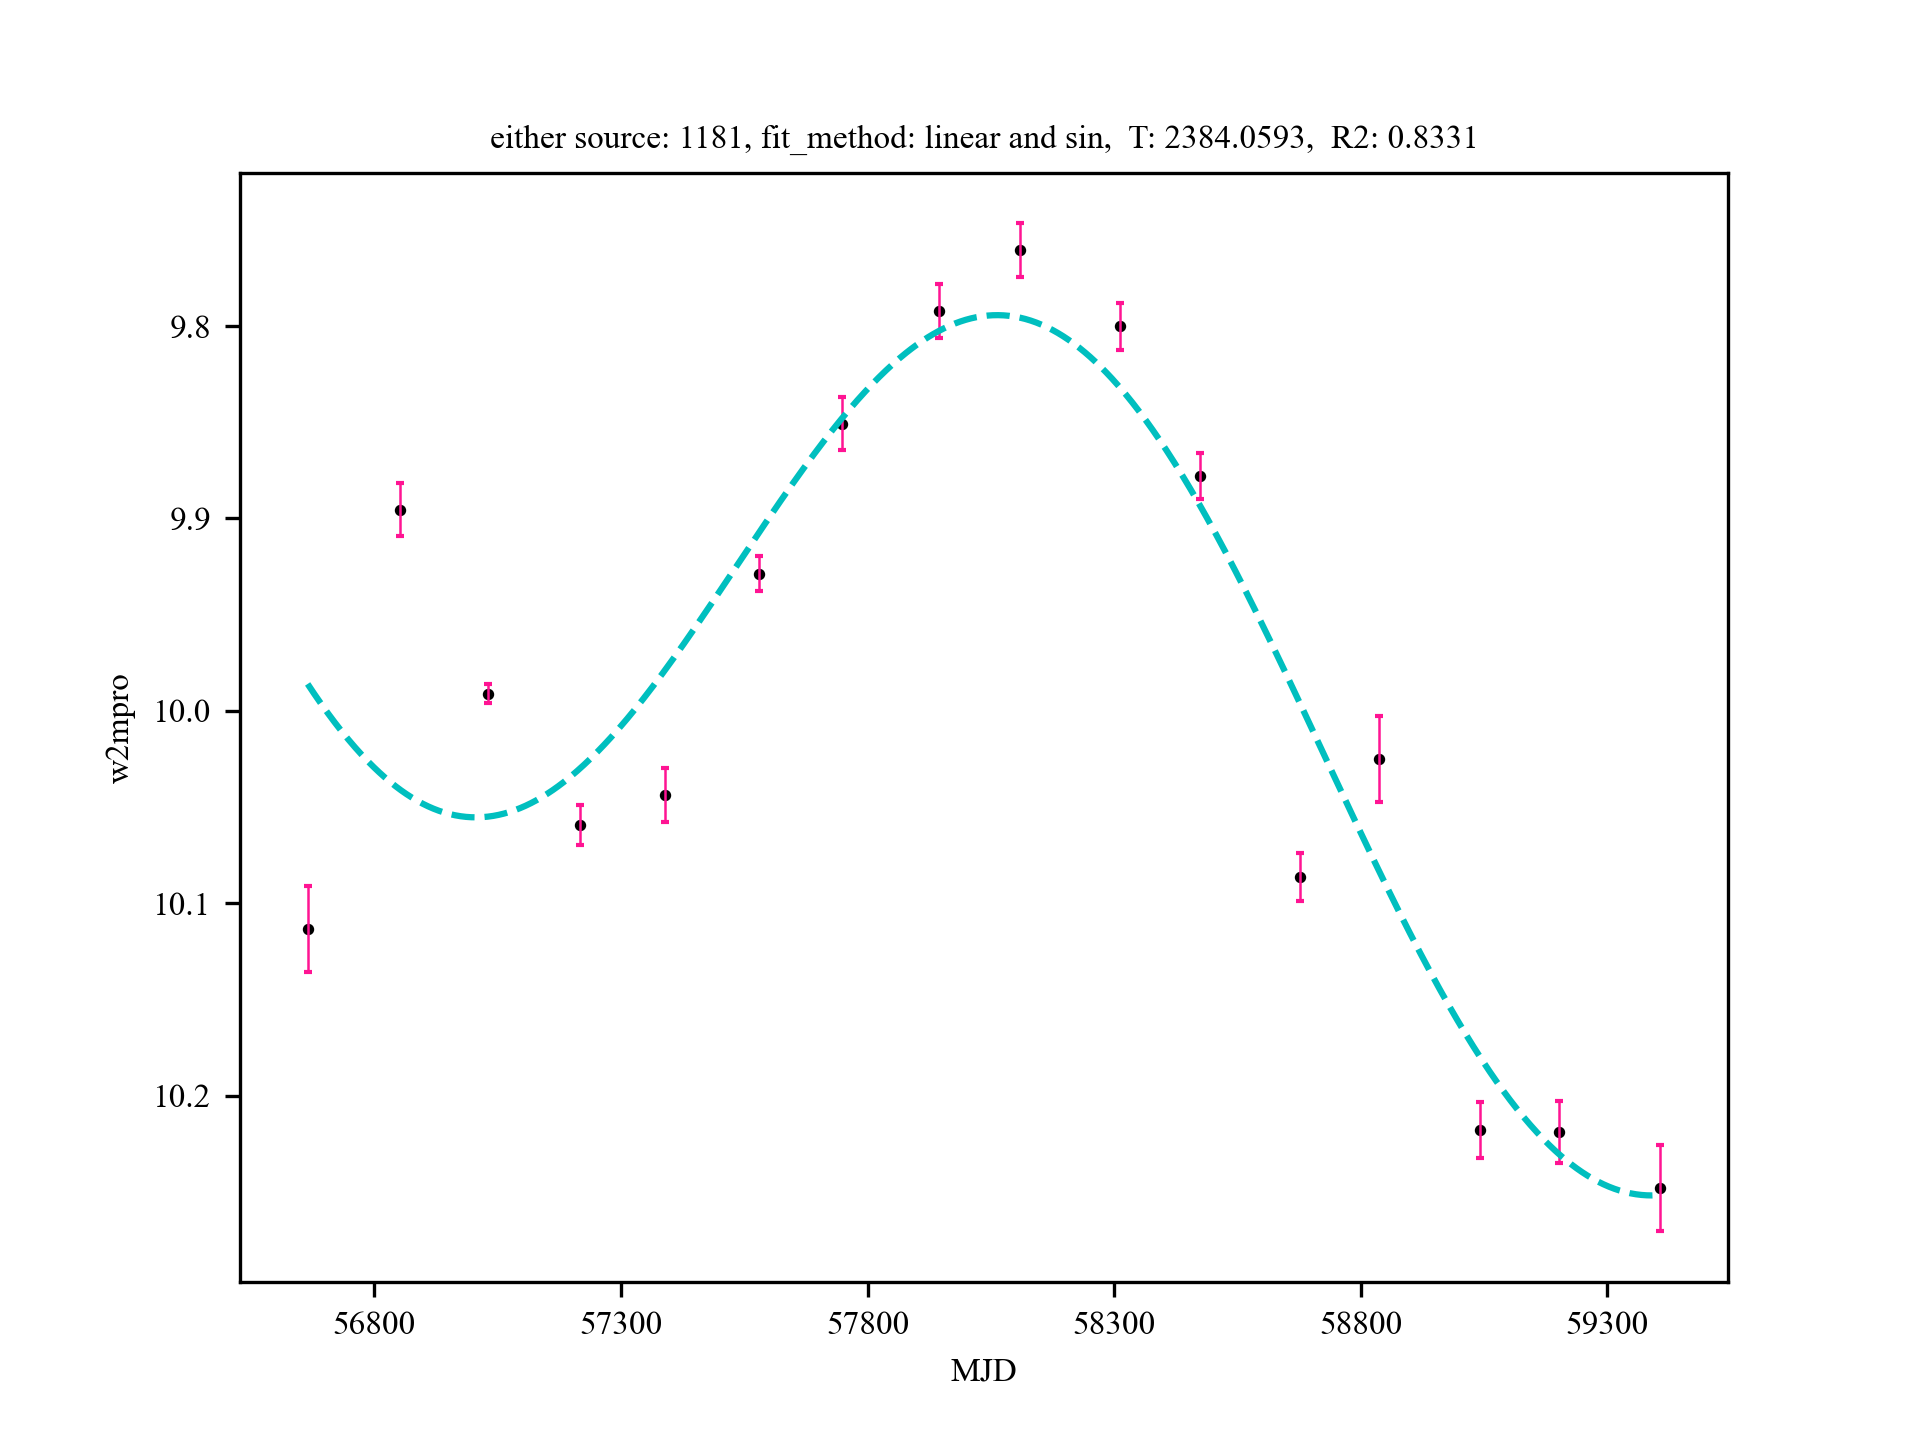 either source: 1181, fit_method: linear and sin,  T: 2384.0593,  R2: 0.8331
9.8
9.9
10.0
10.1
10.2
w2mpro
56800 57300 57800 58300 58800 59300
MJD